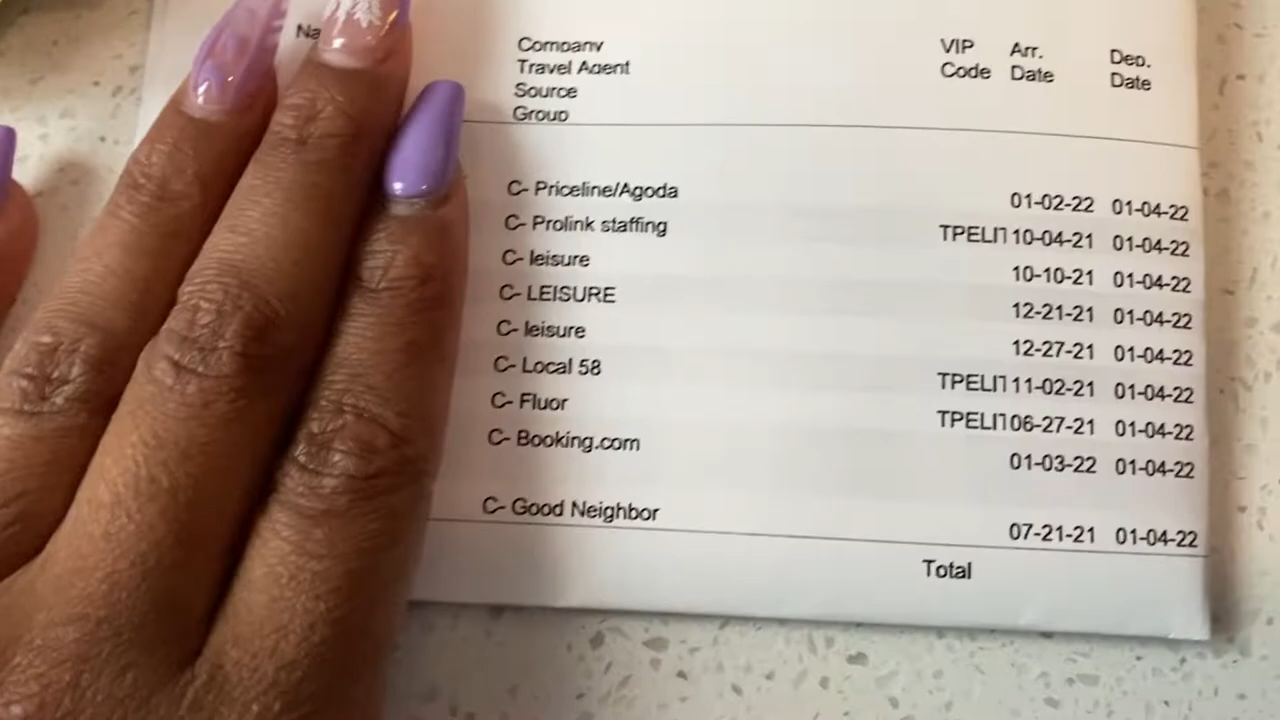 Na
Company VIP Arr. Dep.
Travel Agent Code Date Date
Source
Group
C- Priceline/Agoda 01-02-22 01-04-22
C- Prolink staffing TPELIT 10-04-21 01-04-22
C- leisure 10-10-21 01-04-22
C- LEISURE 12-21-21 01-04-22
C- leisure 12-27-21 01-04-22
C- Local 58 TPELIT 11-02-21 01-04-22
C- Fluor TPELIT 06-27-21 01-04-22
C- Booking.com 01-03-22 01-04-22
C- Good Neighbor 07-21-21 01-04-22
Total